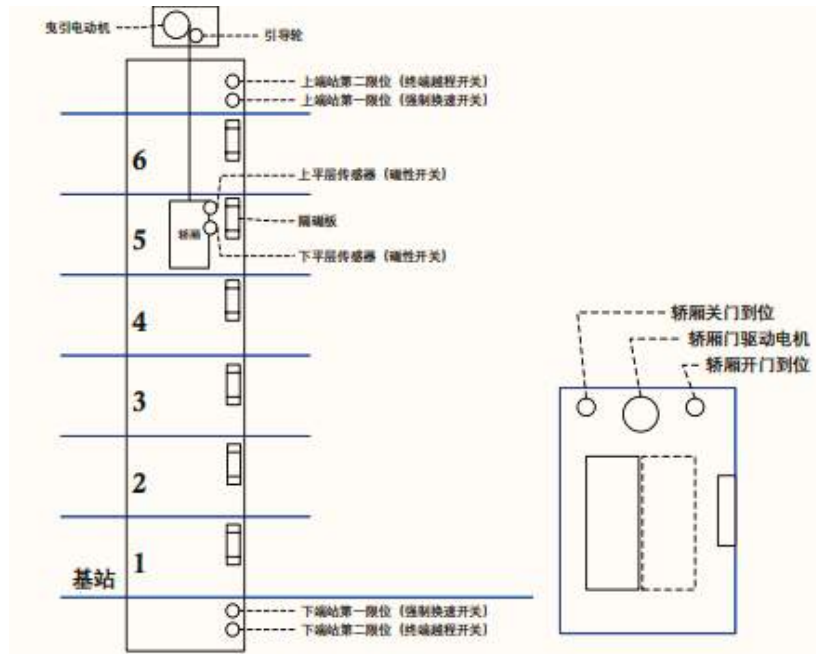 曳引电动机
引导轮
上端站第二限位（终端越程开关）
上端站第一限位（强制换速开关）
6
上平层传感器（磁性开关）
5
轿厢
隔磁板
下平层传感器（磁性开关）
4
轿厢关门到位
轿厢门驱动电机
轿厢开门到位
3
2
1
基站
下端站第一限位（强制换速开关）
下端站第二限位（终端越程开关）